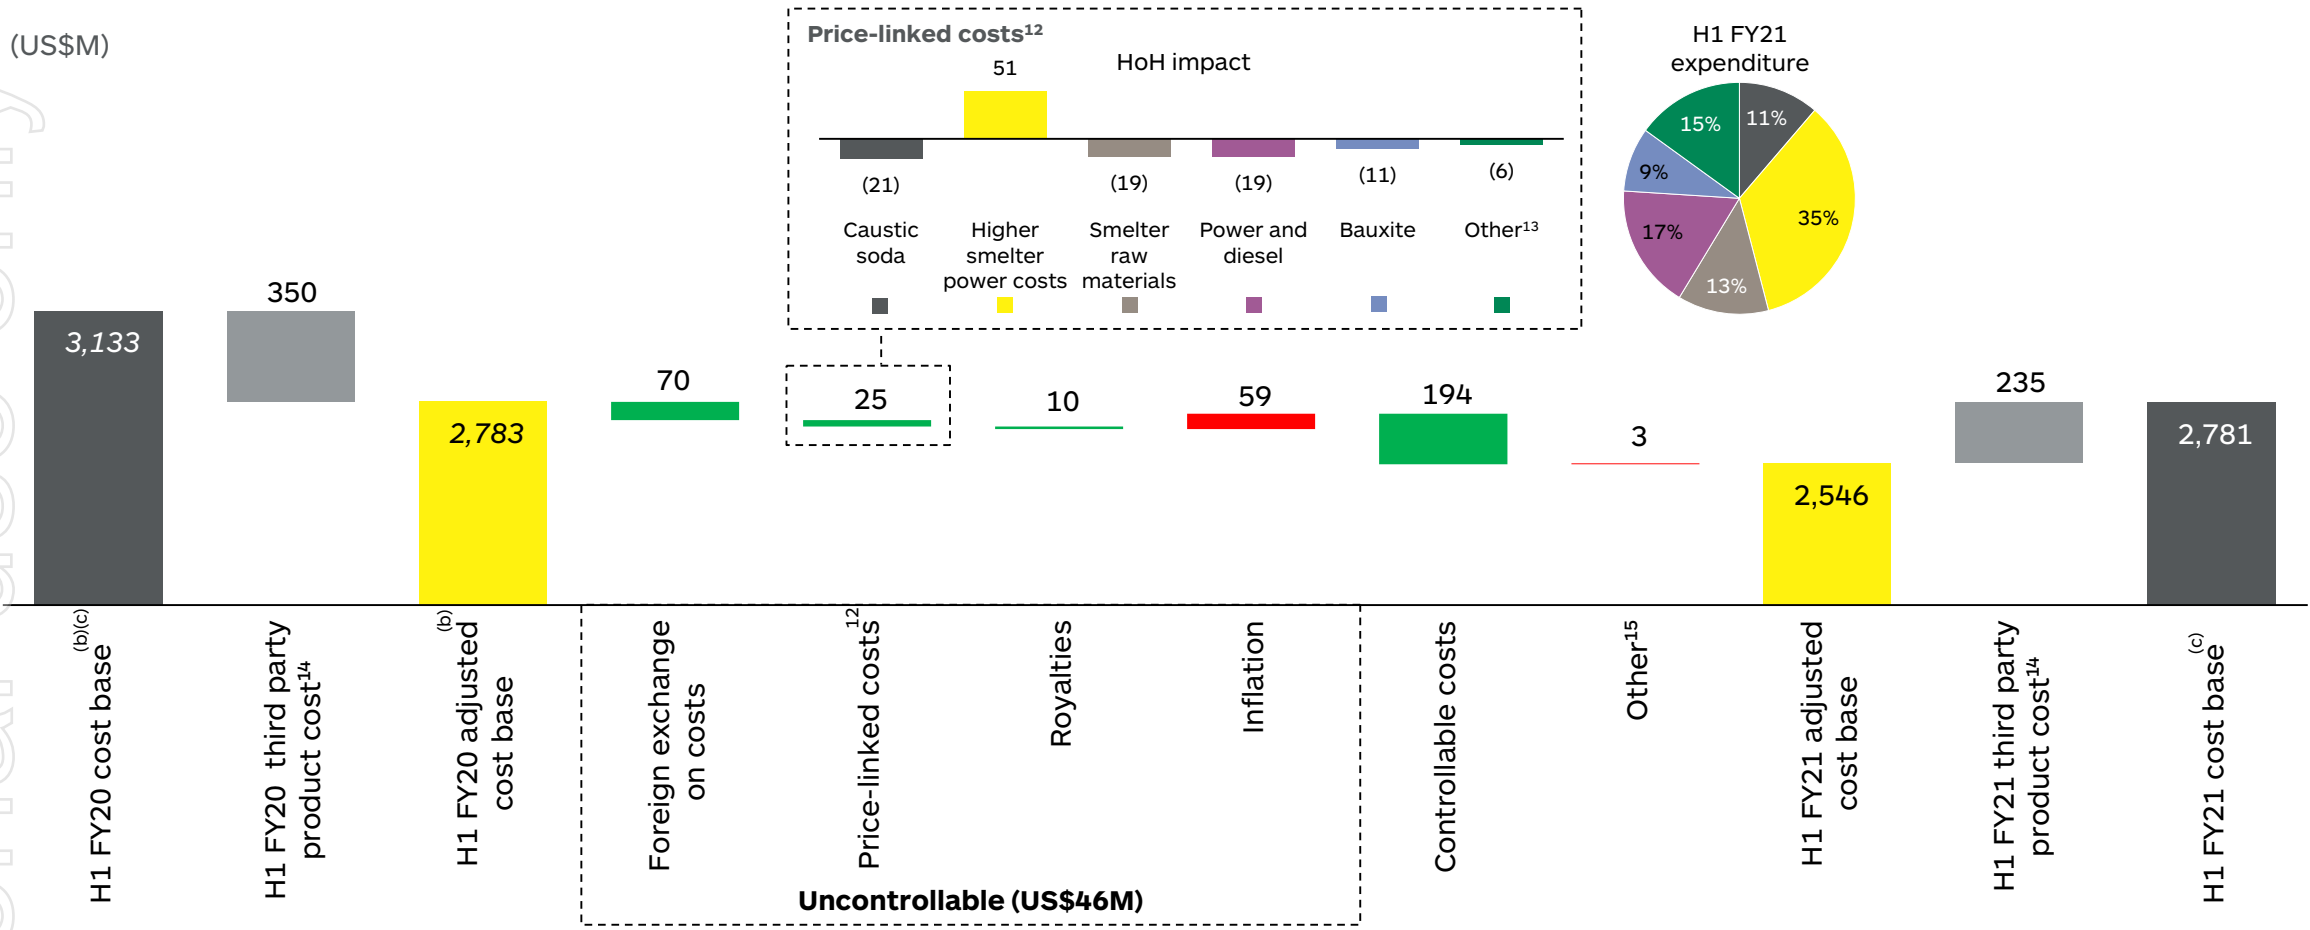 (US$M)
Price-linked costs¹²
HoH impact
51
(21)
(19)
(19)
(11)
(6)
Caustic
soda
Higher
smelter
power costs
Smelter
raw
materials
Power and
diesel
Bauxite
Other¹³
H1 FY21
expenditure
11%
35%
13%
17%
9%
15%
3,133
350
2,783
70
25
10
59
194
3
2,546
235
2,781
H1 FY20 cost base (b)(c)
H1 FY20 third party
product cost¹⁴
H1 FY20 adjusted (b)
cost base
Foreign exchange
on costs
Price-linked costs¹²
Royalties
Inflation
Controllable costs
Other¹⁵
H1 FY21 adjusted
cost base
H1 FY21 third party
product cost¹⁴
H1 FY21 cost base (c)
Uncontrollable (US$46M)